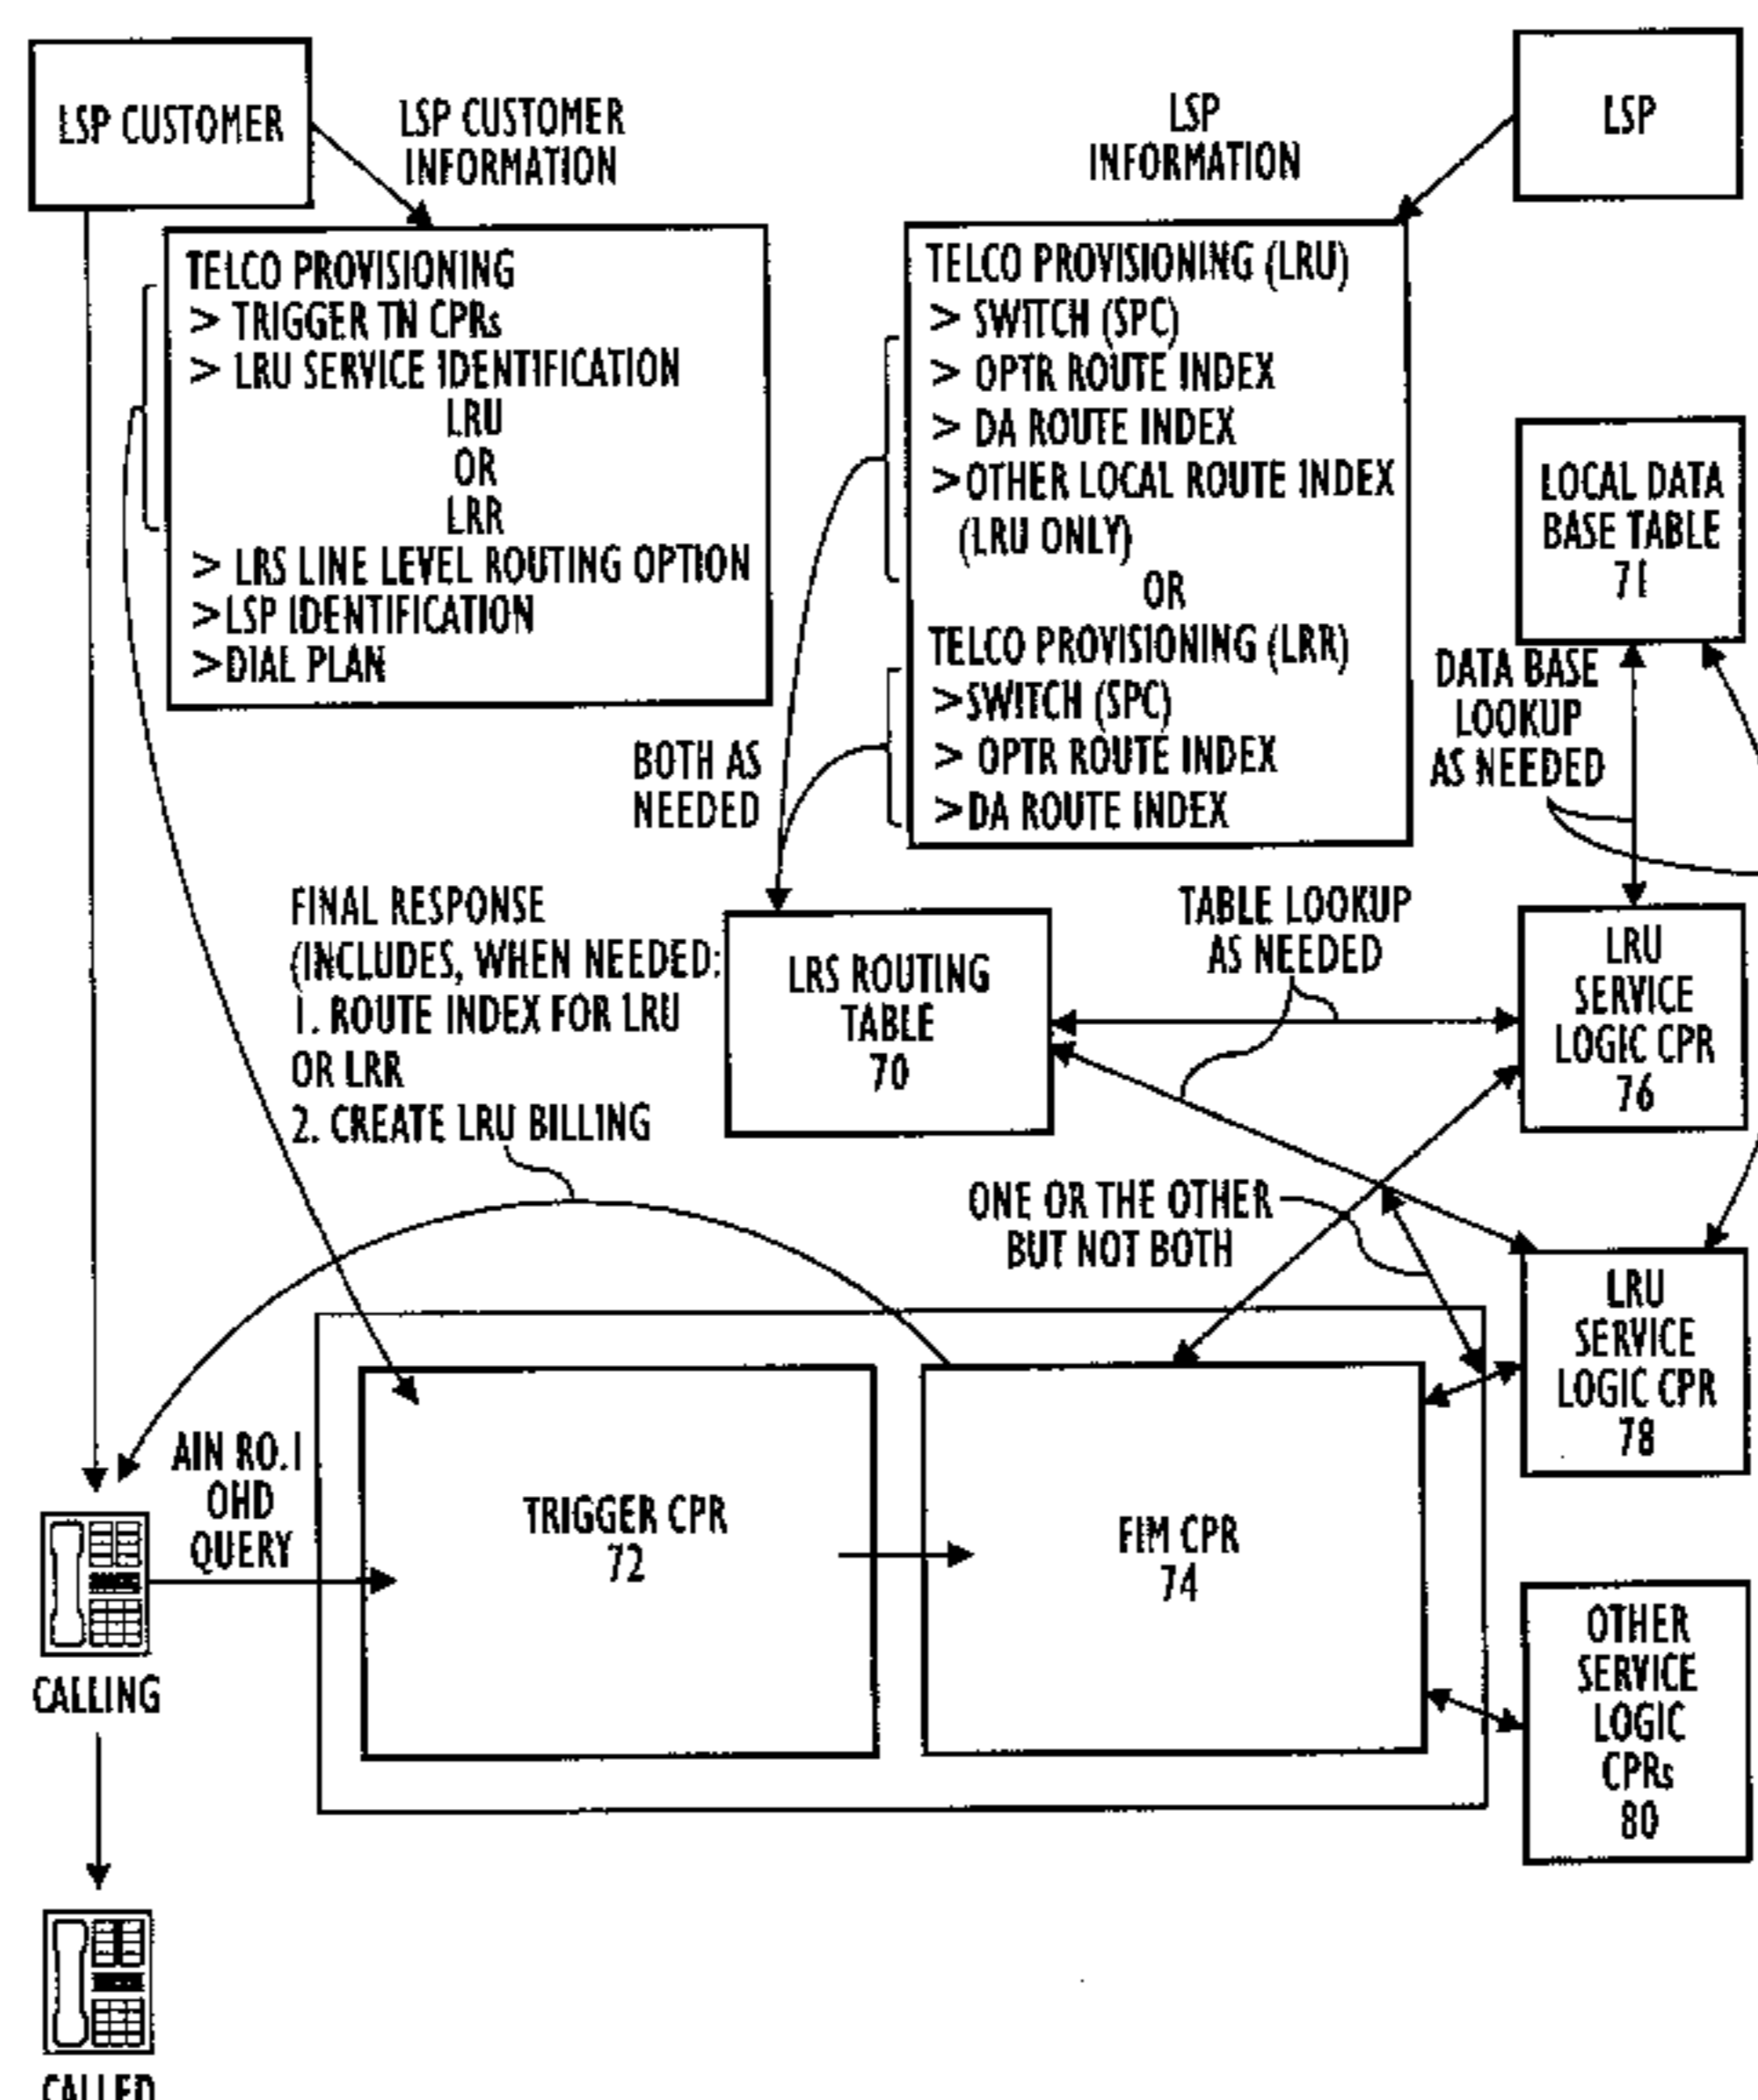 LSP CUSTOMER
LSP CUSTOMER
INFORMATION
LSP
INFORMATION
LSP
TELCO PROVISIONING
> TRIGGER TN CPRs
> LRU SERVICE IDENTIFICATION
LRU
OR
LRR
> LRS LINE LEVEL ROUTING OPTION
>LSP IDENTIFICATION
>DIAL PLAN
TELCO PROVISIONING (LRU)
> SWITCH (SPC)
> OPTR ROUTE INDEX
> DA ROUTE INDEX
>OTHER LOCAL ROUTE INDEX
(LRU ONLY)
OR
TELCO PROVISIONING (LRR)
>SWITCH (SPC)
> OPTR ROUTE INDEX
>DA ROUTE INDEX
LOCAL DATA
BASE TABLE
71
DATA BASE
LOOKUP
AS NEEDED
BOTH AS
NEEDED
FINAL RESPONSE
(INCLUDES, WHEN NEEDED:
1. ROUTE INDEX FOR LRU
OR LRR
2. CREATE LRU BILLING
LRS ROUTING
TABLE
70
TABLE LOOKUP
AS NEEDED
LRU
SERVICE
LOGIC CPR
76
ONE OR THE OTHER
BUT NOT BOTH
LRU
SERVICE
LOGIC CPR
78
AIN RO.1
OHD
QUERY
TRIGGER CPR
72
FIM CPR
74
OTHER
SERVICE
LOGIC
CPRs
80
CALLING
CALLED